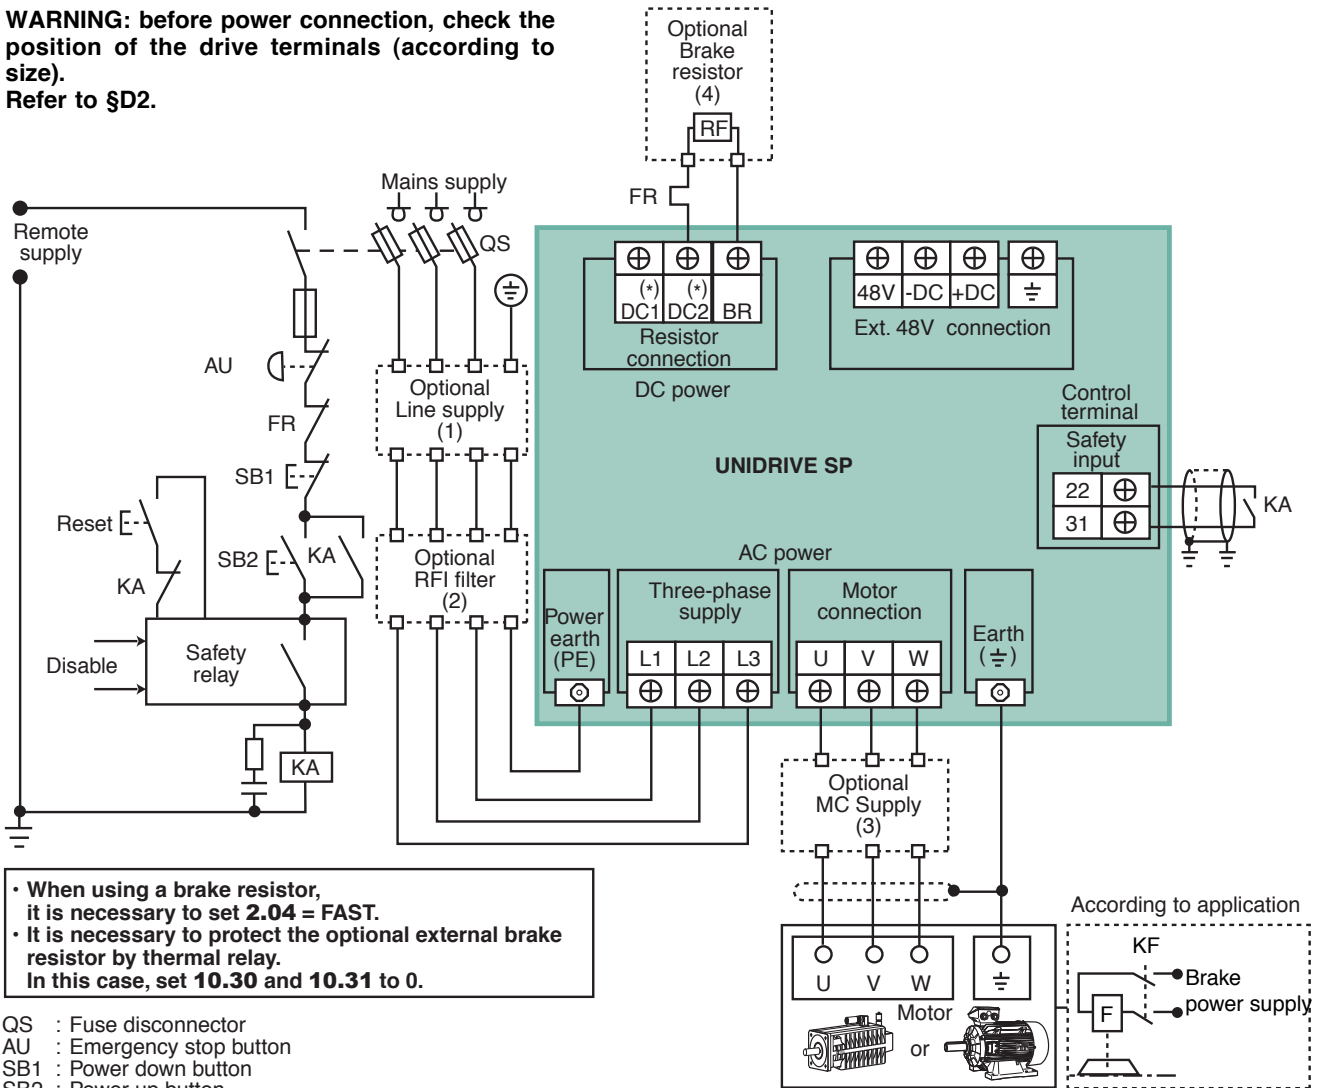 WARNING: before power connection, check the
position of the drive terminals (according to
size).
Refer to §D2.
Optional
Brake
resistor
(4)
RF
FR
Mains supply
QS
Remote
supply
AU
FR
SB1
Reset
SB2
KA
KA
Disable
Safety
relay
KA
Optional
Line supply
(1)
Optional
RFI filter
(2)
(*)
DC1
(*)
DC2
BR
Resistor
connection
DC power
48V
-DC
+DC
Ext. 48V connection
Control
terminal
Safety
input
22
31
KA
UNIDRIVE SP
AC power
Power
earth
(PE)
Three-phase
supply
L1
L2
L3
Motor
connection
U
V
W
Earth
(⏚)
Optional
MC Supply
(3)
U
V
W
Motor
or
According to application
KF
Brake
power supply
F
• When using a brake resistor,
it is necessary to set 2.04 = FAST.
• It is necessary to protect the optional external brake
resistor by thermal relay.
In this case, set 10.30 and 10.31 to 0.
QS : Fuse disconnector
AU : Emergency stop button
SB1 : Power down button
SB2 : Power up button